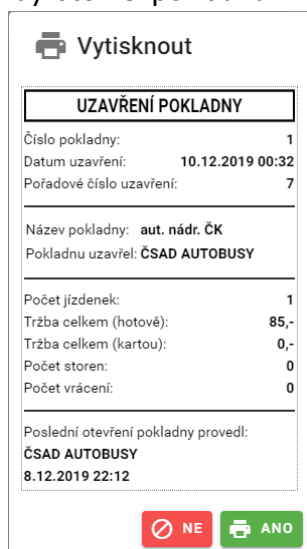 Vytisknout
UZAVŘENÍ POKLADNY
Číslo pokladny: 1
Datum uzavření: 10.12.2019 00:32
Pořadové číslo uzavření: 7
Název pokladny: aut. nádr. ČK
Pokladnu uzavřel: ČSAD AUTOBUSY
Počet jízdenek: 1
Tržba celkem (hotově): 85,-
Tržba celkem (kartou): 0,-
Počet storen: 0
Počet vrácení: 0
Poslední otevření pokladny provedl:
ČSAD AUTOBUSY
8.12.2019 22:12
NE ANO